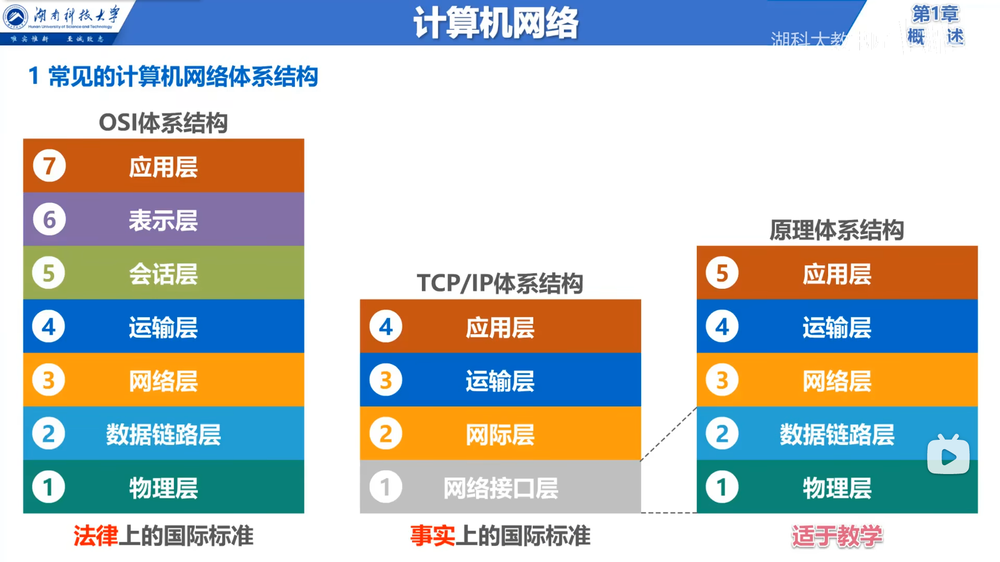 湖南科技大学
Hunan University of Science and Technology
唯实惟新 至诚致志
计算机网络
第1章
概 述
湖科大教
1 常见的计算机网络体系结构
OSI体系结构
7 应用层
6 表示层
5 会话层
4 运输层
3 网络层
2 数据链路层
1 物理层
法律上的国际标准
TCP/IP体系结构
4 应用层
3 运输层
2 网际层
1 网络接口层
事实上的国际标准
原理体系结构
5 应用层
4 运输层
3 网络层
2 数据链路层
1 物理层
适于教学